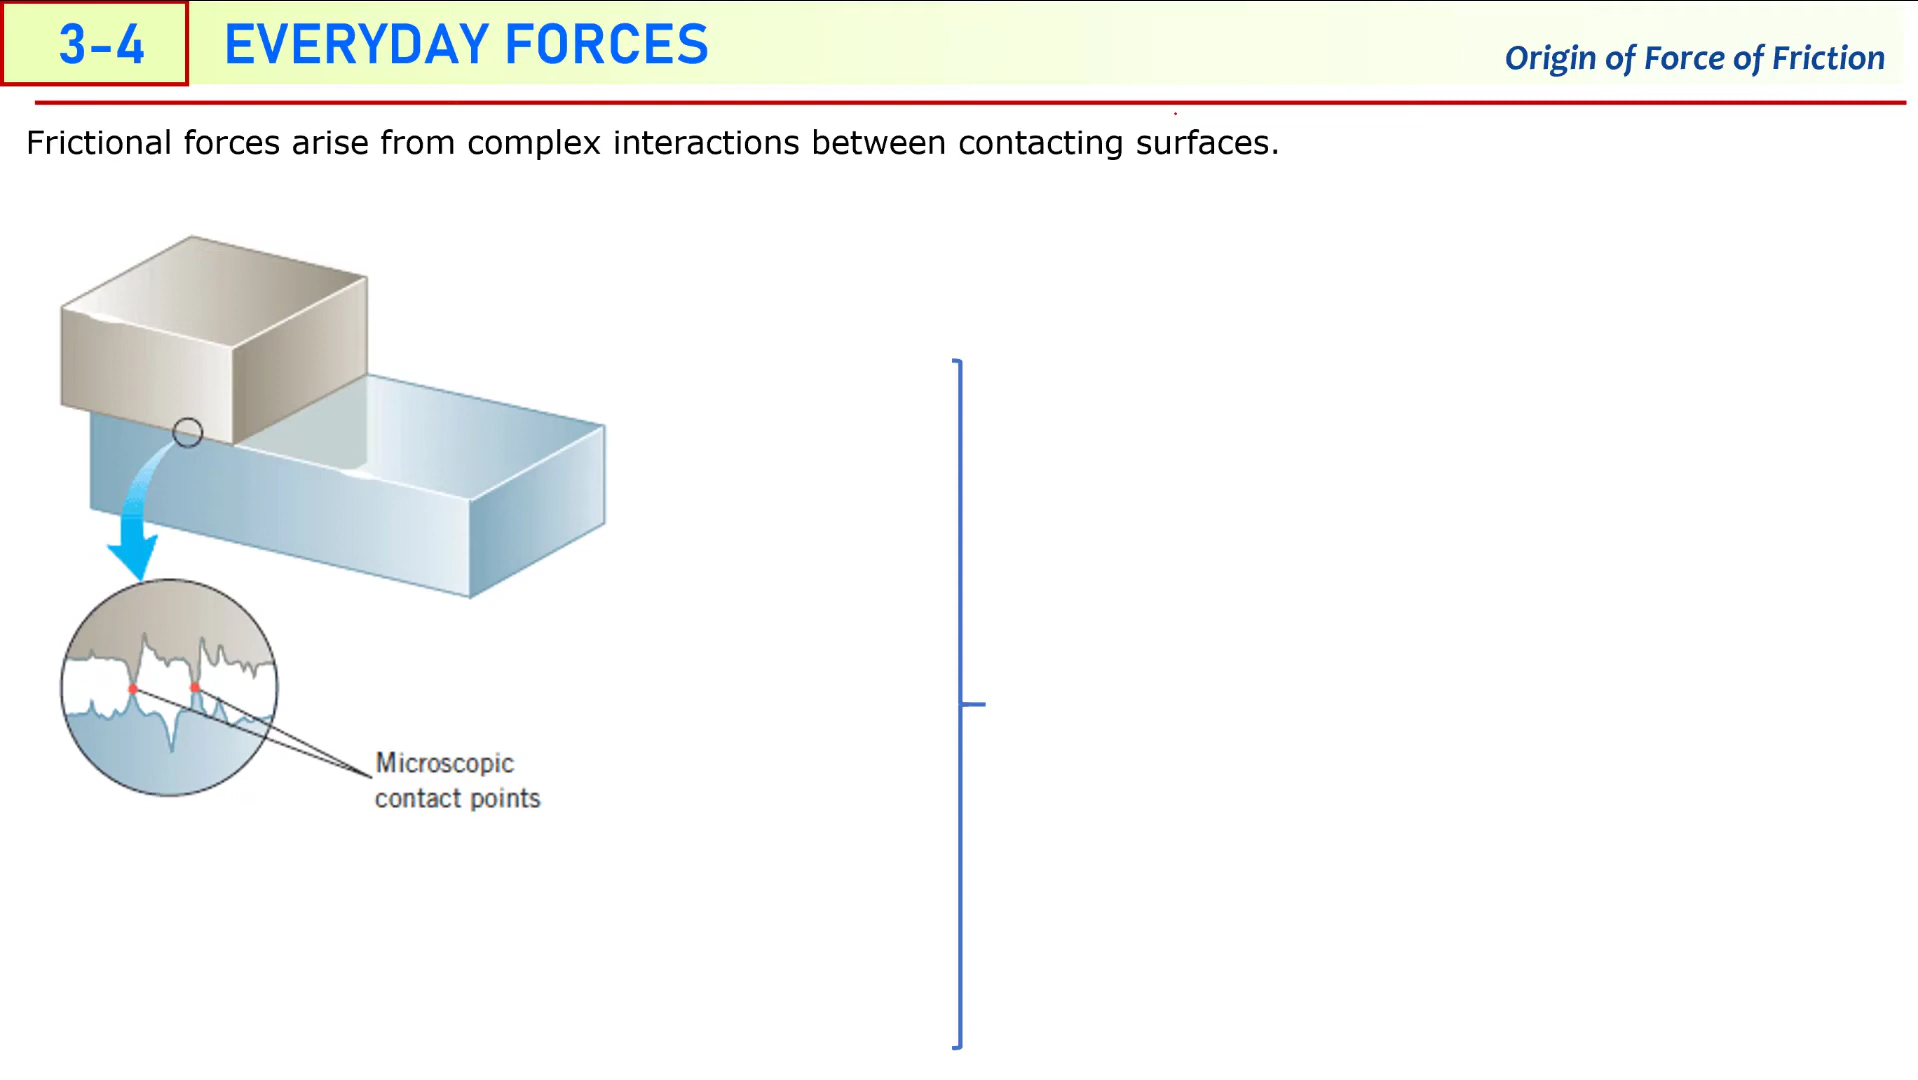 3-4
EVERYDAY FORCES
Origin of Force of Friction
Frictional forces arise from complex interactions between contacting surfaces.
Microscopic
contact points